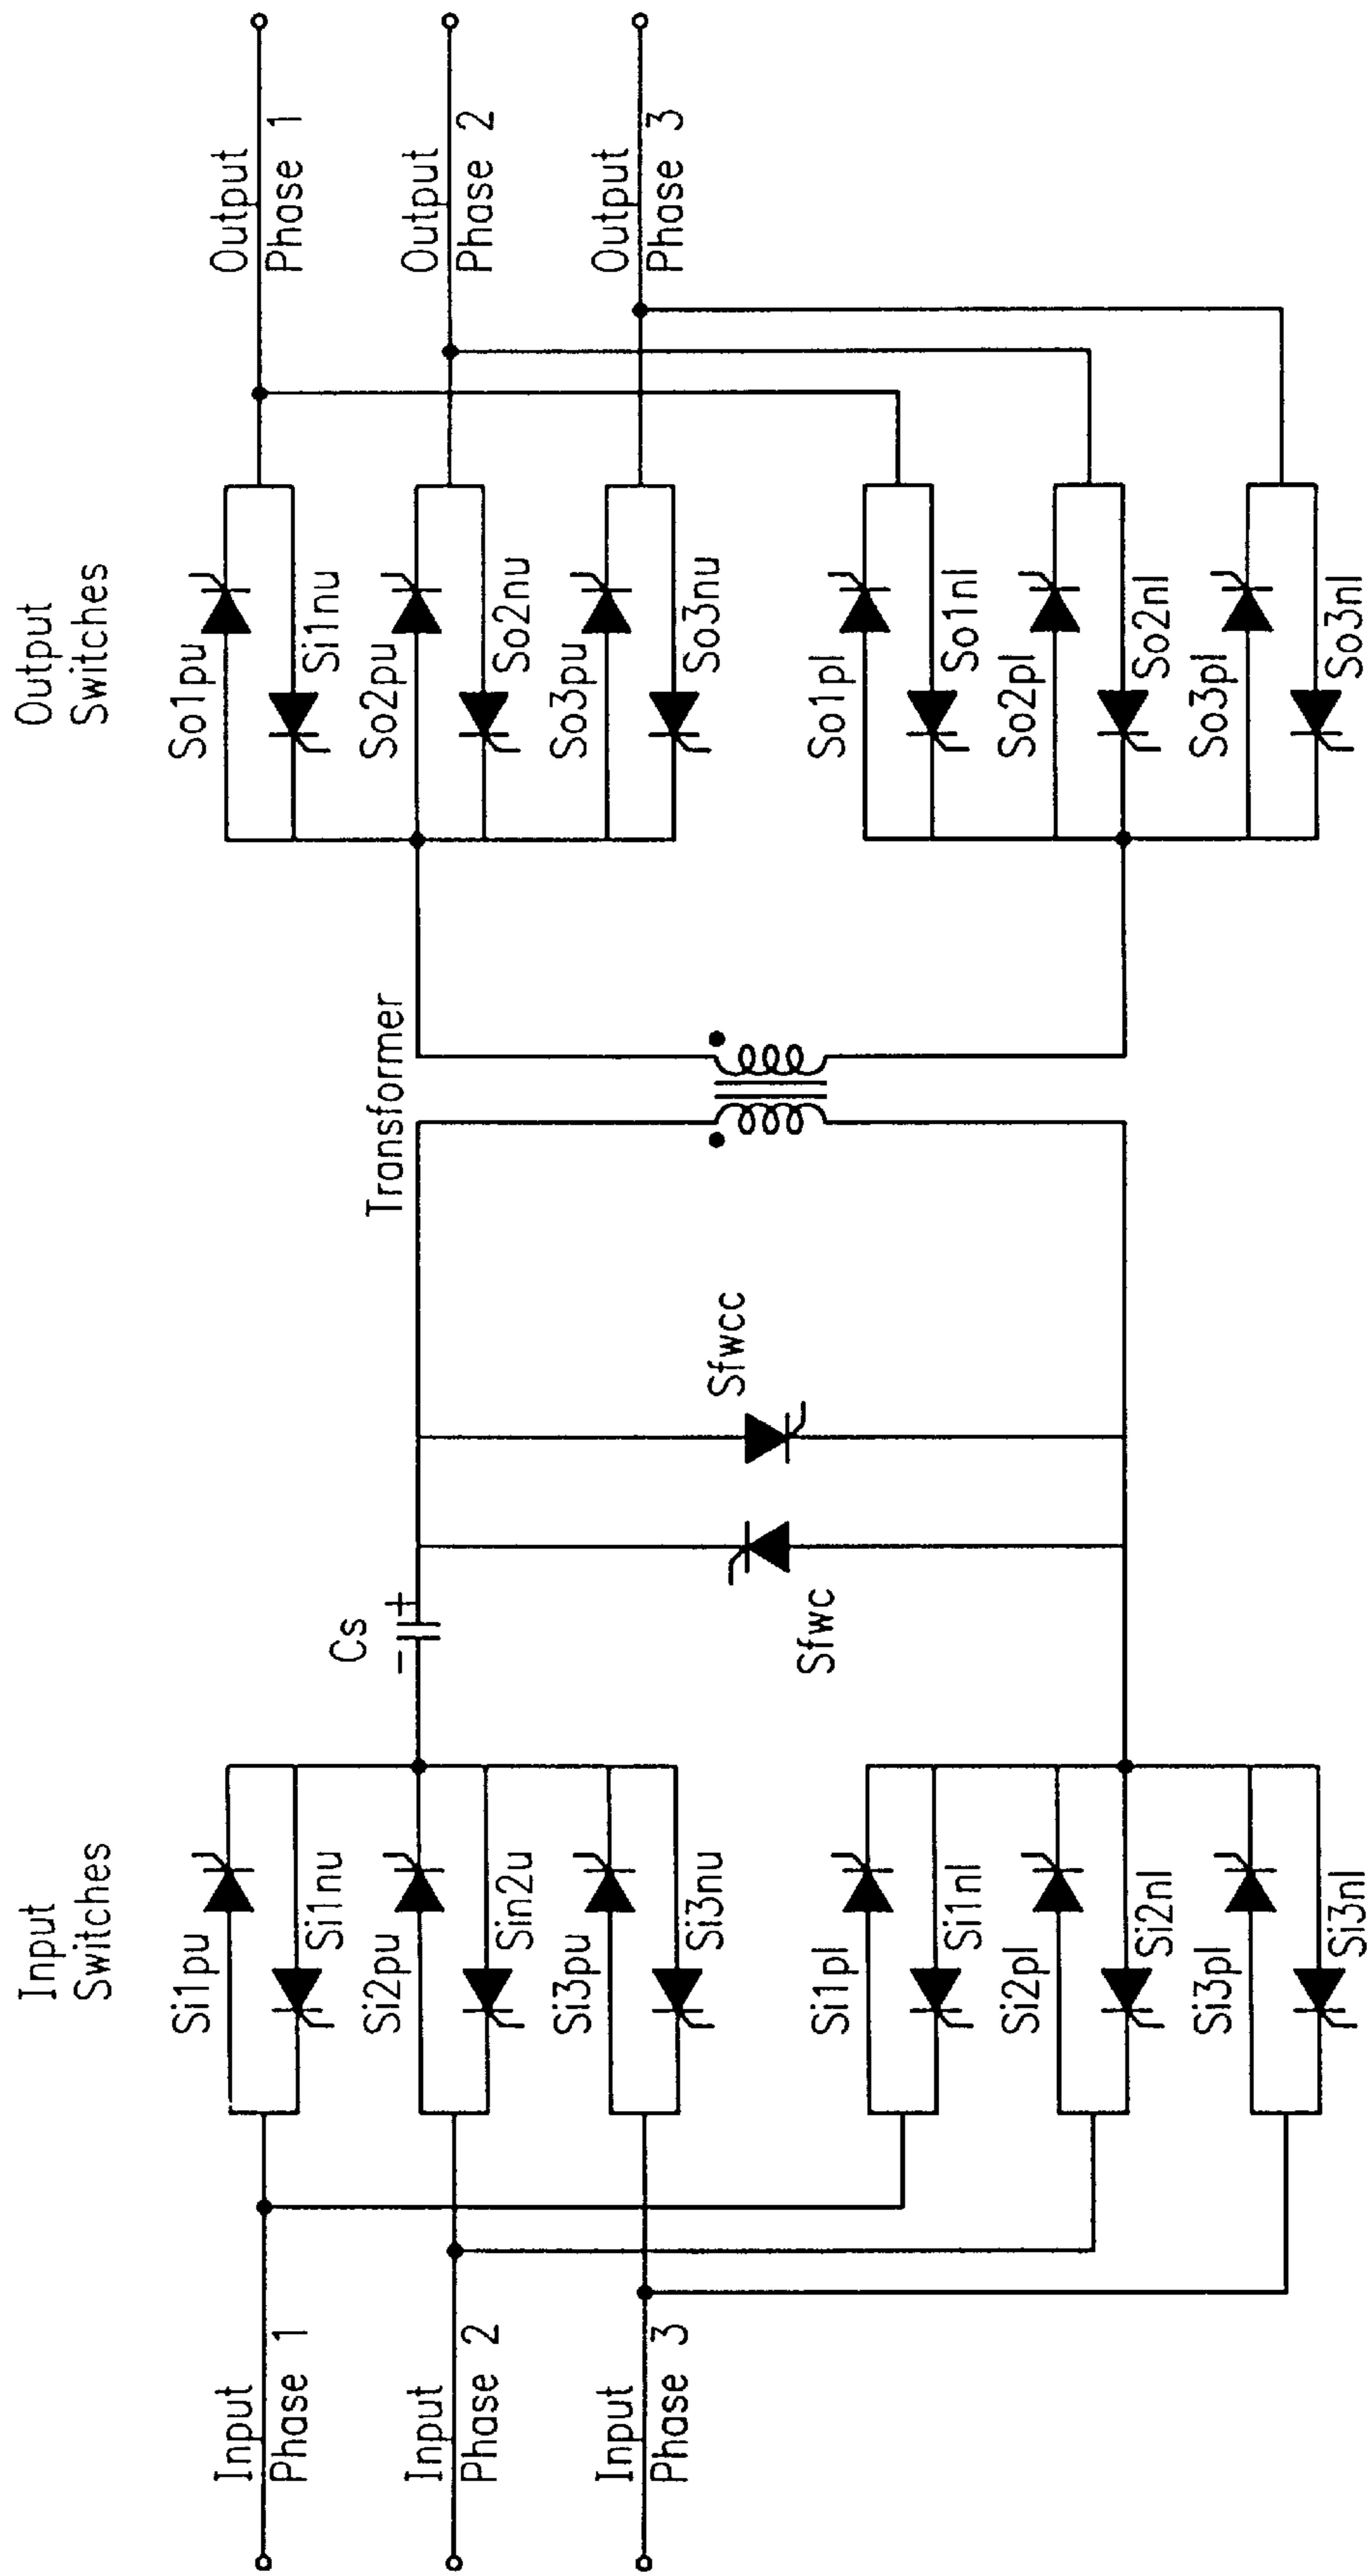 Input
Switches
Output
Switches
Si1pu
Si1nu
Si2pu
Sin2u
Si3pu
Si3nu
Si1pl
Si1nl
Si2pl
Si2nl
Si3pl
Si3nl
Input
Phase 1
Input
Phase 2
Input
Phase 3
Cs
- +
Sfwc
Sfwcc
Transformer
So1pu
Si1nu
So2pu
So2nu
So3pu
So3nu
So1pl
So1nl
So2pl
So2nl
So3pl
So3nl
Output
Phase 1
Output
Phase 2
Output
Phase 3